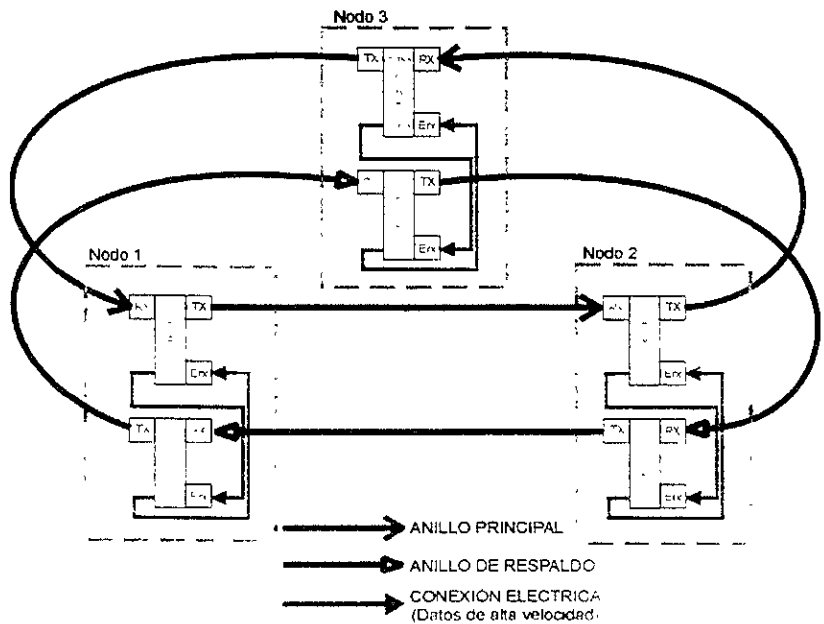 Nodo 3
TX
RX
Erx
TX
Erx
Nodo 1
Nodo 2
TX
TX
Erx
Erx
TX
TX
RX
Erx
Erx
ANILLO PRINCIPAL
ANILLO DE RESPALDO
CONEXION ELECTRICA
(Datos de alta velocidad